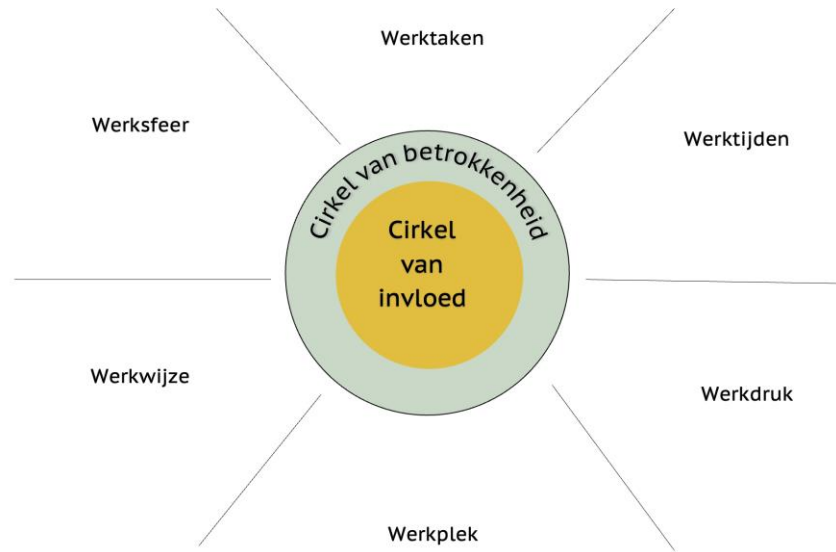 Werktaken
Werksfeer
Werktijden
Cirkel van betrokkenheid
Cirkel
van
invloed
Werkwijze
Werkdruk
Werkplek